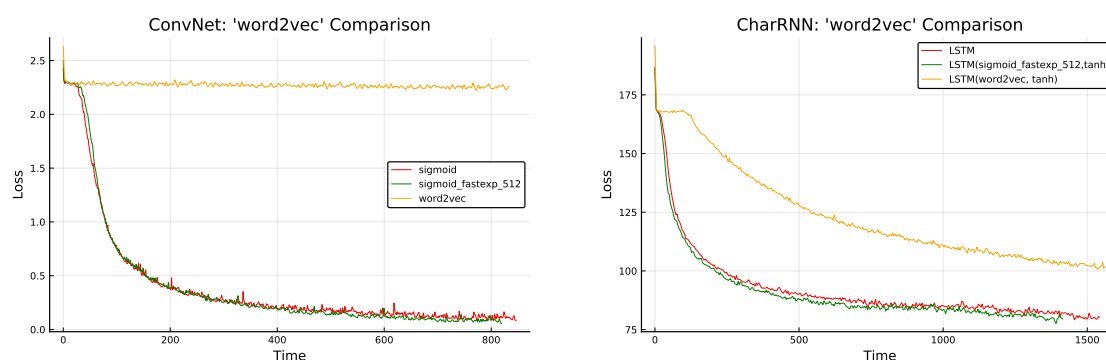 ConvNet: 'word2vec' Comparison
2.5
2.0
1.5
1.0
0.5
0.0
Loss
0
200
400
600
800
Time
sigmoid
sigmoid_fastexp_512
word2vec
CharRNN: 'word2vec' Comparison
175
150
125
100
75
Loss
0
500
1000
1500
Time
LSTM
LSTM(sigmoid_fastexp_512,tanh
LSTM(word2vec, tanh)